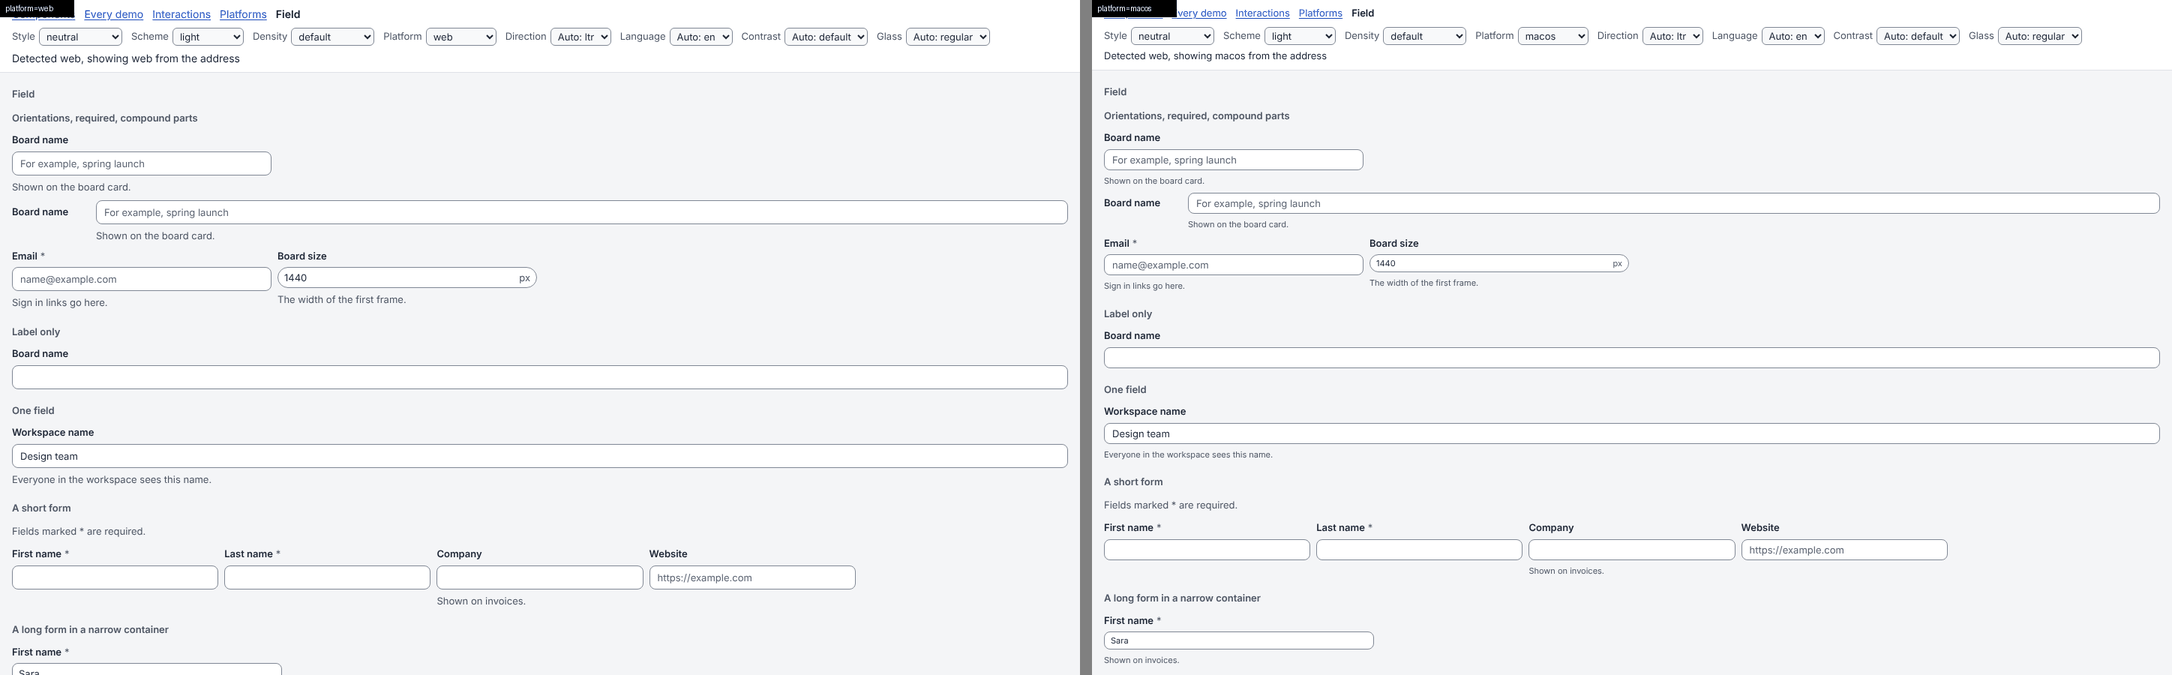 platform=web
Every demo Interactions Platforms Field
Style neutral Scheme light Density default Platform web Direction Auto: ltr Language Auto: en Contrast Auto: default Glass Auto: regular
Detected web, showing web from the address
Field
Orientations, required, compound parts
Board name
For example, spring launch
Shown on the board card.
Board name For example, spring launch
Shown on the board card.
Email * Board size
name@example.com 1440 px
Sign in links go here. The width of the first frame.
Label only
Board name
One field
Workspace name
Design team
Everyone in the workspace sees this name.
A short form
Fields marked * are required.
First name * Last name * Company Website
https://example.com
Shown on invoices.
A long form in a narrow container
First name *
Sara
platform=macos
Every demo Interactions Platforms Field
Style neutral Scheme light Density default Platform macos Direction Auto: ltr Language Auto: en Contrast Auto: default Glass Auto: regular
Detected web, showing macos from the address
Field
Orientations, required, compound parts
Board name
For example, spring launch
Shown on the board card.
Board name For example, spring launch
Shown on the board card.
Email * Board size
name@example.com 1440 px
Sign in links go here. The width of the first frame.
Label only
Board name
One field
Workspace name
Design team
Everyone in the workspace sees this name.
A short form
Fields marked * are required.
First name * Last name * Company Website
https://example.com
Shown on invoices.
A long form in a narrow container
First name *
Sara
Shown on invoices.